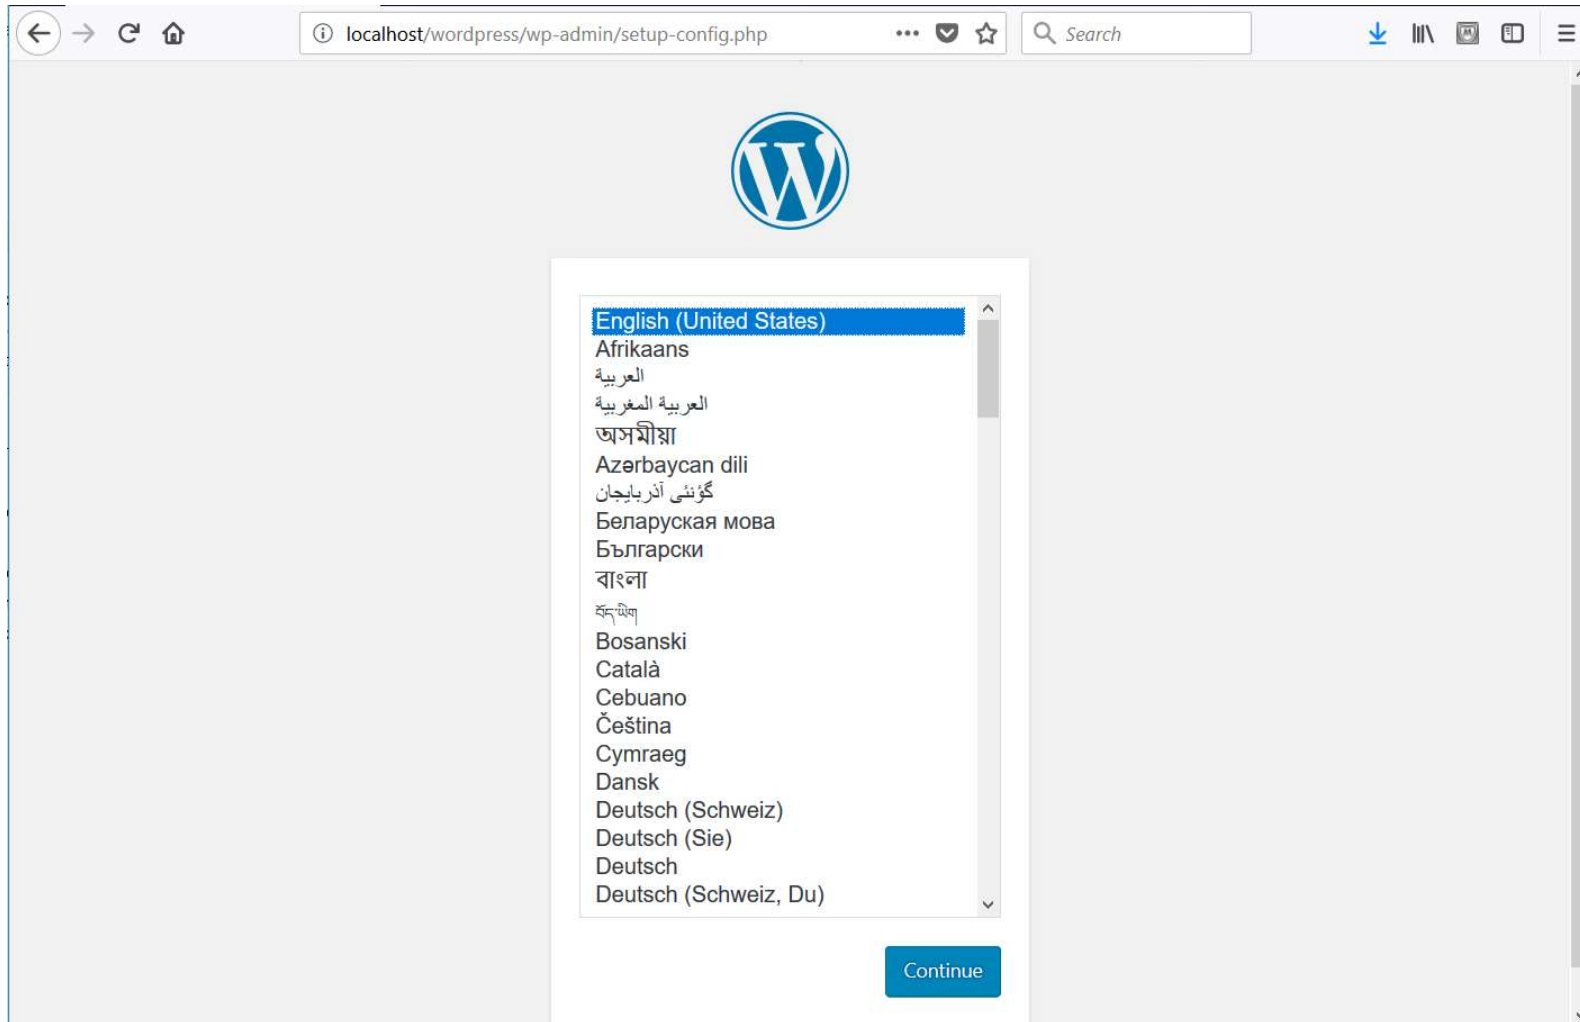 localhost/wordpress/wp-admin/setup-config.php
Search
English (United States)
Afrikaans
العربية
العربية المغربية
অসমীয়া
Azərbaycan dili
گؤنئی آذربایجان
Беларуская мова
Български
বাংলা
བོད་ཡིག
Bosanski
Català
Cebuano
Čeština
Cymraeg
Dansk
Deutsch (Schweiz)
Deutsch (Sie)
Deutsch
Deutsch (Schweiz, Du)
Continue